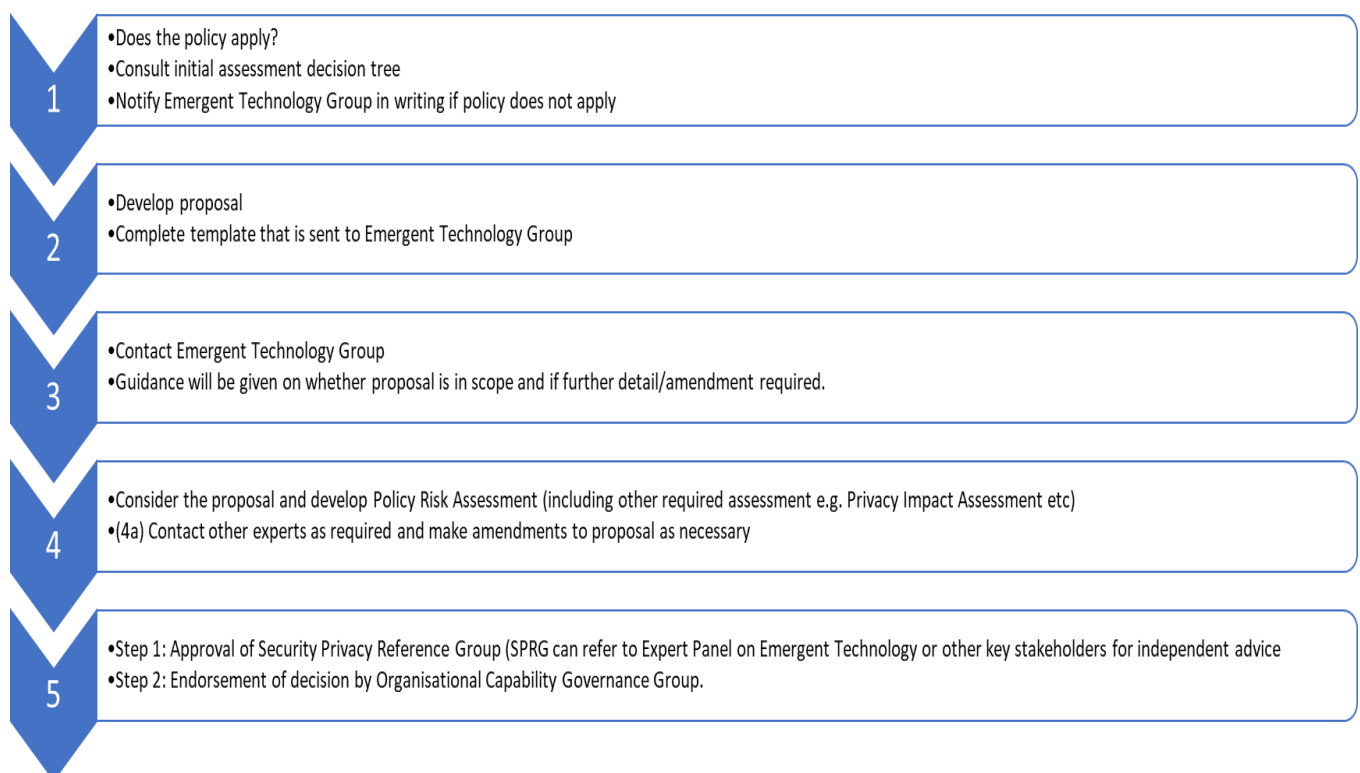 1
•Does the policy apply?
•Consult initial assessment decision tree
•Notify Emergent Technology Group in writing if policy does not apply
2
•Develop proposal
•Complete template that is sent to Emergent Technology Group
3
•Contact Emergent Technology Group
•Guidance will be given on whether proposal is in scope and if further detail/amendment required.
4
•Consider the proposal and develop Policy Risk Assessment (including other required assessment e.g. Privacy Impact Assessment etc)
•(4a) Contact other experts as required and make amendments to proposal as necessary
5
•Step 1: Approval of Security Privacy Reference Group (SPRG can refer to Expert Panel on Emergent Technology or other key stakeholders for independent advice
•Step 2: Endorsement of decision by Organisational Capability Governance Group.